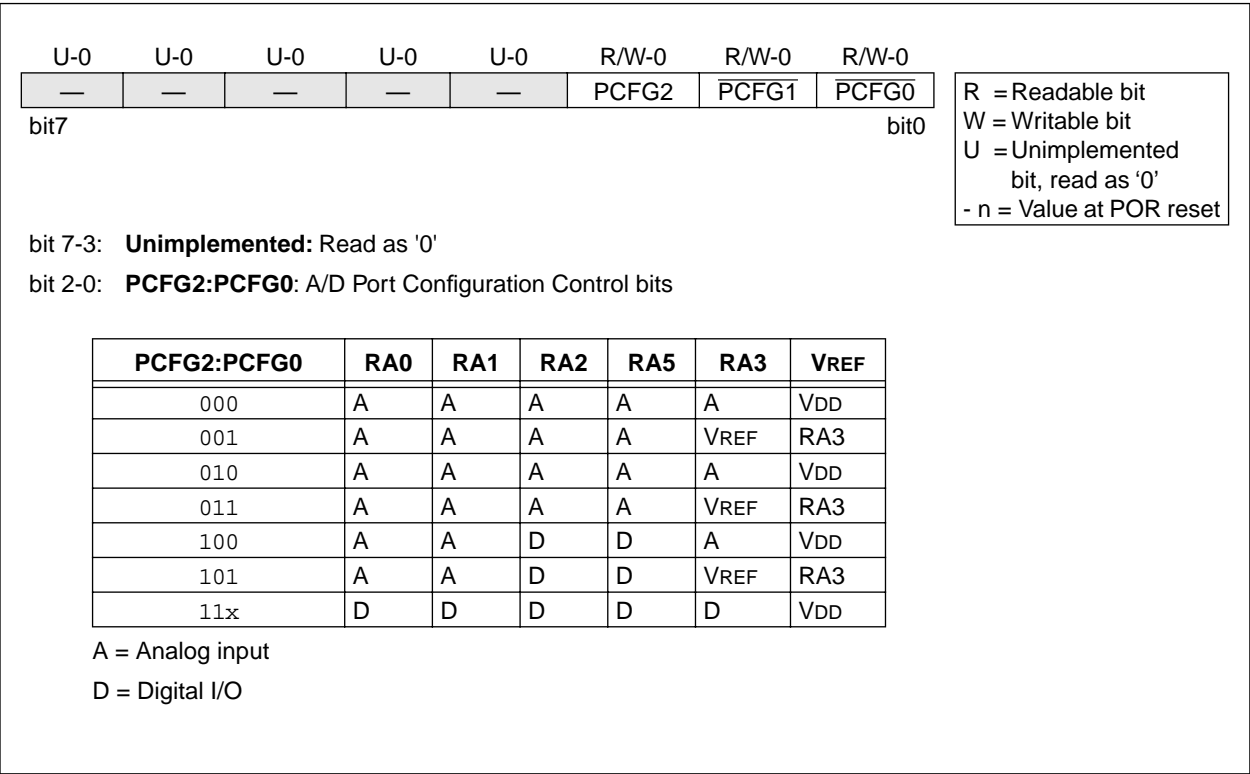 U-0 U-0 U-0 U-0 U-0 R/W-0 R/W-0 R/W-0
— — — — — PCFG2 PCFG1 PCFG0
bit7 bit0
R = Readable bit
W = Writable bit
U = Unimplemented
bit, read as ‘0’
- n = Value at POR reset
bit 7-3: Unimplemented: Read as '0'
bit 2-0: PCFG2:PCFG0: A/D Port Configuration Control bits
PCFG2:PCFG0 RA0 RA1 RA2 RA5 RA3 VREF
000 A A A A A VDD
001 A A A A VREF RA3
010 A A A A A VDD
011 A A A A VREF RA3
100 A A D D A VDD
101 A A D D VREF RA3
11x D D D D D VDD
A = Analog input
D = Digital I/O